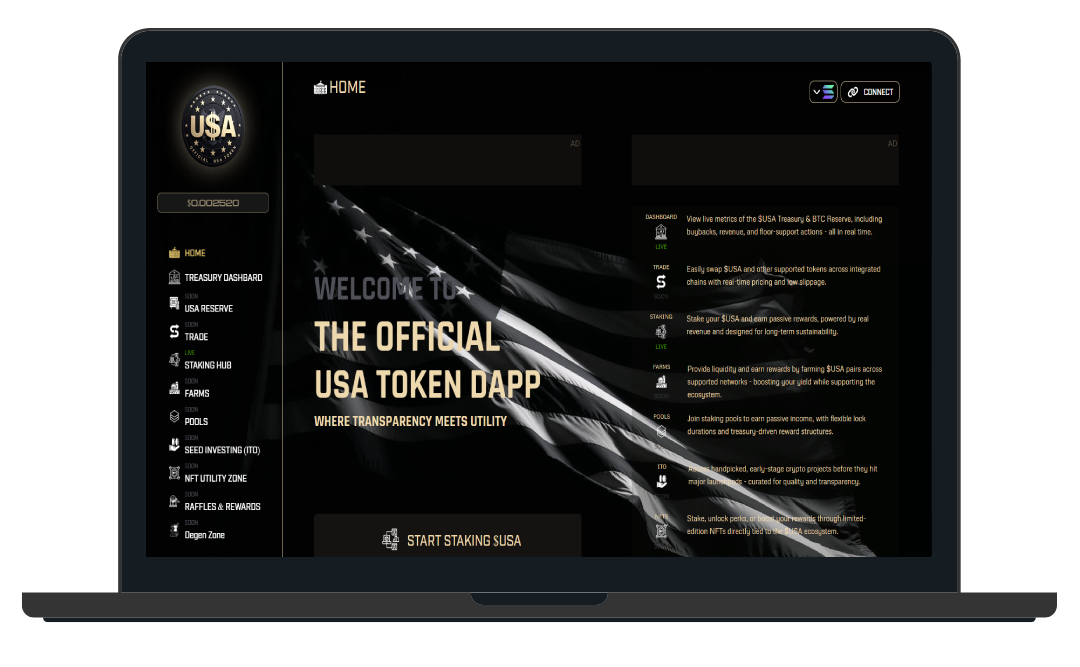 U$A
OFFICIAL USA TOKEN
$0.002520
HOME
TREASURY DASHBARD
SOON
USA RESERVE
SOON
TRADE
LIVE
STAKING HUB
SOON
FARMS
SOON
POOLS
SOON
SEED INVESTING (ITO)
SOON
NFT UTILITY ZONE
SOON
RAFFLES & REWARDS
SOON
Degen Zone
HOME
CONNECT
AD
AD
WELCOME TO
THE OFFICIAL
USA TOKEN DAPP
WHERE TRANSPARENCY MEETS UTILITY
START STAKING $USA
DASHBOARD
LIVE
View live metrics of the $USA Treasury & BTC Reserve, including
buybacks, revenue, and floor-support actions - all in real time.
TRADE
SOON
Easily swap $USA and other supported tokens across integrated
chains with real-time pricing and low slippage.
STAKING
LIVE
Stake your $USA and earn passive rewards, powered by real
revenue and designed for long-term sustainability.
FARMS
SOON
Provide liquidity and earn rewards by farming $USA pairs across
supported networks - boosting your yield while supporting the
ecosystem.
POOLS
Join staking pools to earn passive income, with flexible lock
durations and treasury-driven reward structures.
ITO
SOON
Access handpicked, early-stage crypto projects before they hit
major launchpads - curated for quality and transparency.
NFTS
Stake, unlock perks, or boost your rewards through limited-
edition NFTs directly tied to the $USA ecosystem.